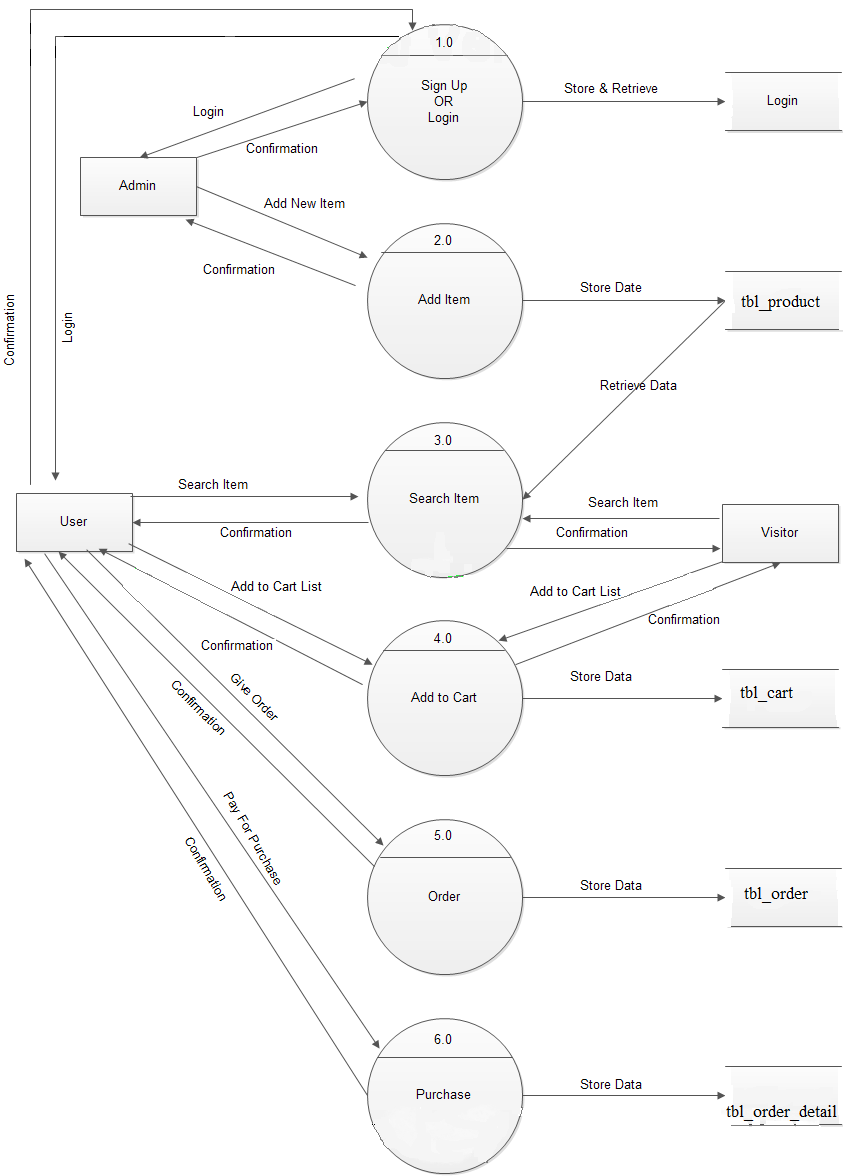 1.0
Sign Up
OR
Login
Store & Retrieve
Login
Login
Confirmation
Admin
Add New Item
Confirmation
2.0
Add Item
Store Date
tbl_product
Confirmation
Login
Retrieve Data
3.0
Search Item
Search Item
Confirmation
User
Search Item
Confirmation
Visitor
Add to Cart List
Confirmation
Add to Cart List
Confirmation
4.0
Add to Cart
Store Data
tbl_cart
Give Order
Confirmation
5.0
Order
Store Data
tbl_order
Pay For Purchase
Confirmation
6.0
Purchase
Store Data
tbl_order_detail